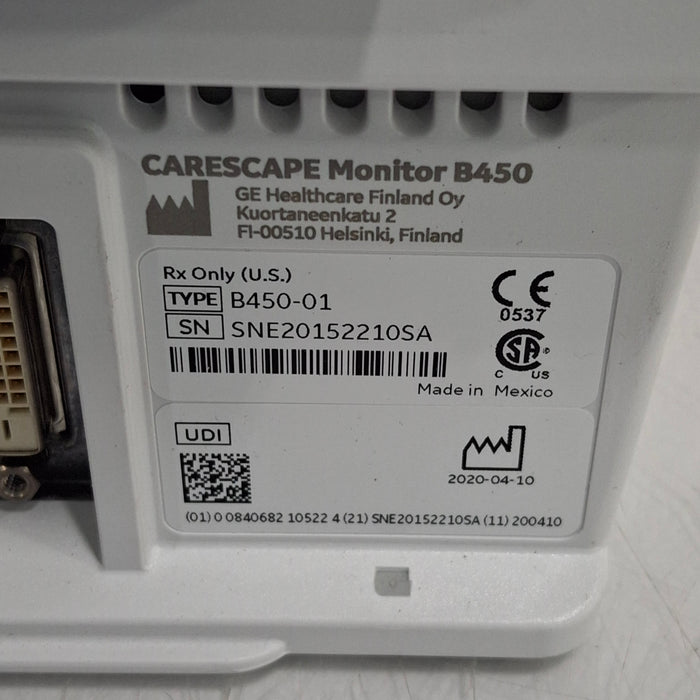 CARESCAPE Monitor B450
GE Healthcare Finland Oy
Kuortaneenkatu 2
FI-00510 Helsinki, Finland
Rx Only (U.S.)
TYPE B450-01
SN SNE20152210SA
CE
0537
CSA ®
C US
Made in Mexico
UDI
2020-04-10
(01) 0 0840682 10522 4 (21) SNE20152210SA (11) 200410